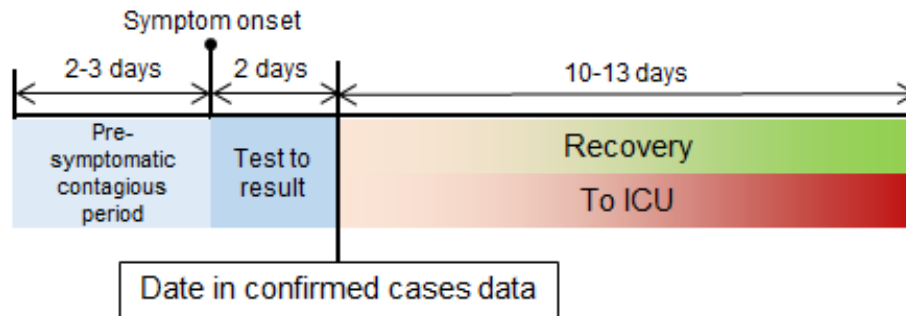 Symptom onset
2-3 days
2 days
10-13 days
Pre-
symptomatic
contagious
period
Test to
result
Recovery
To ICU
Date in confirmed cases data